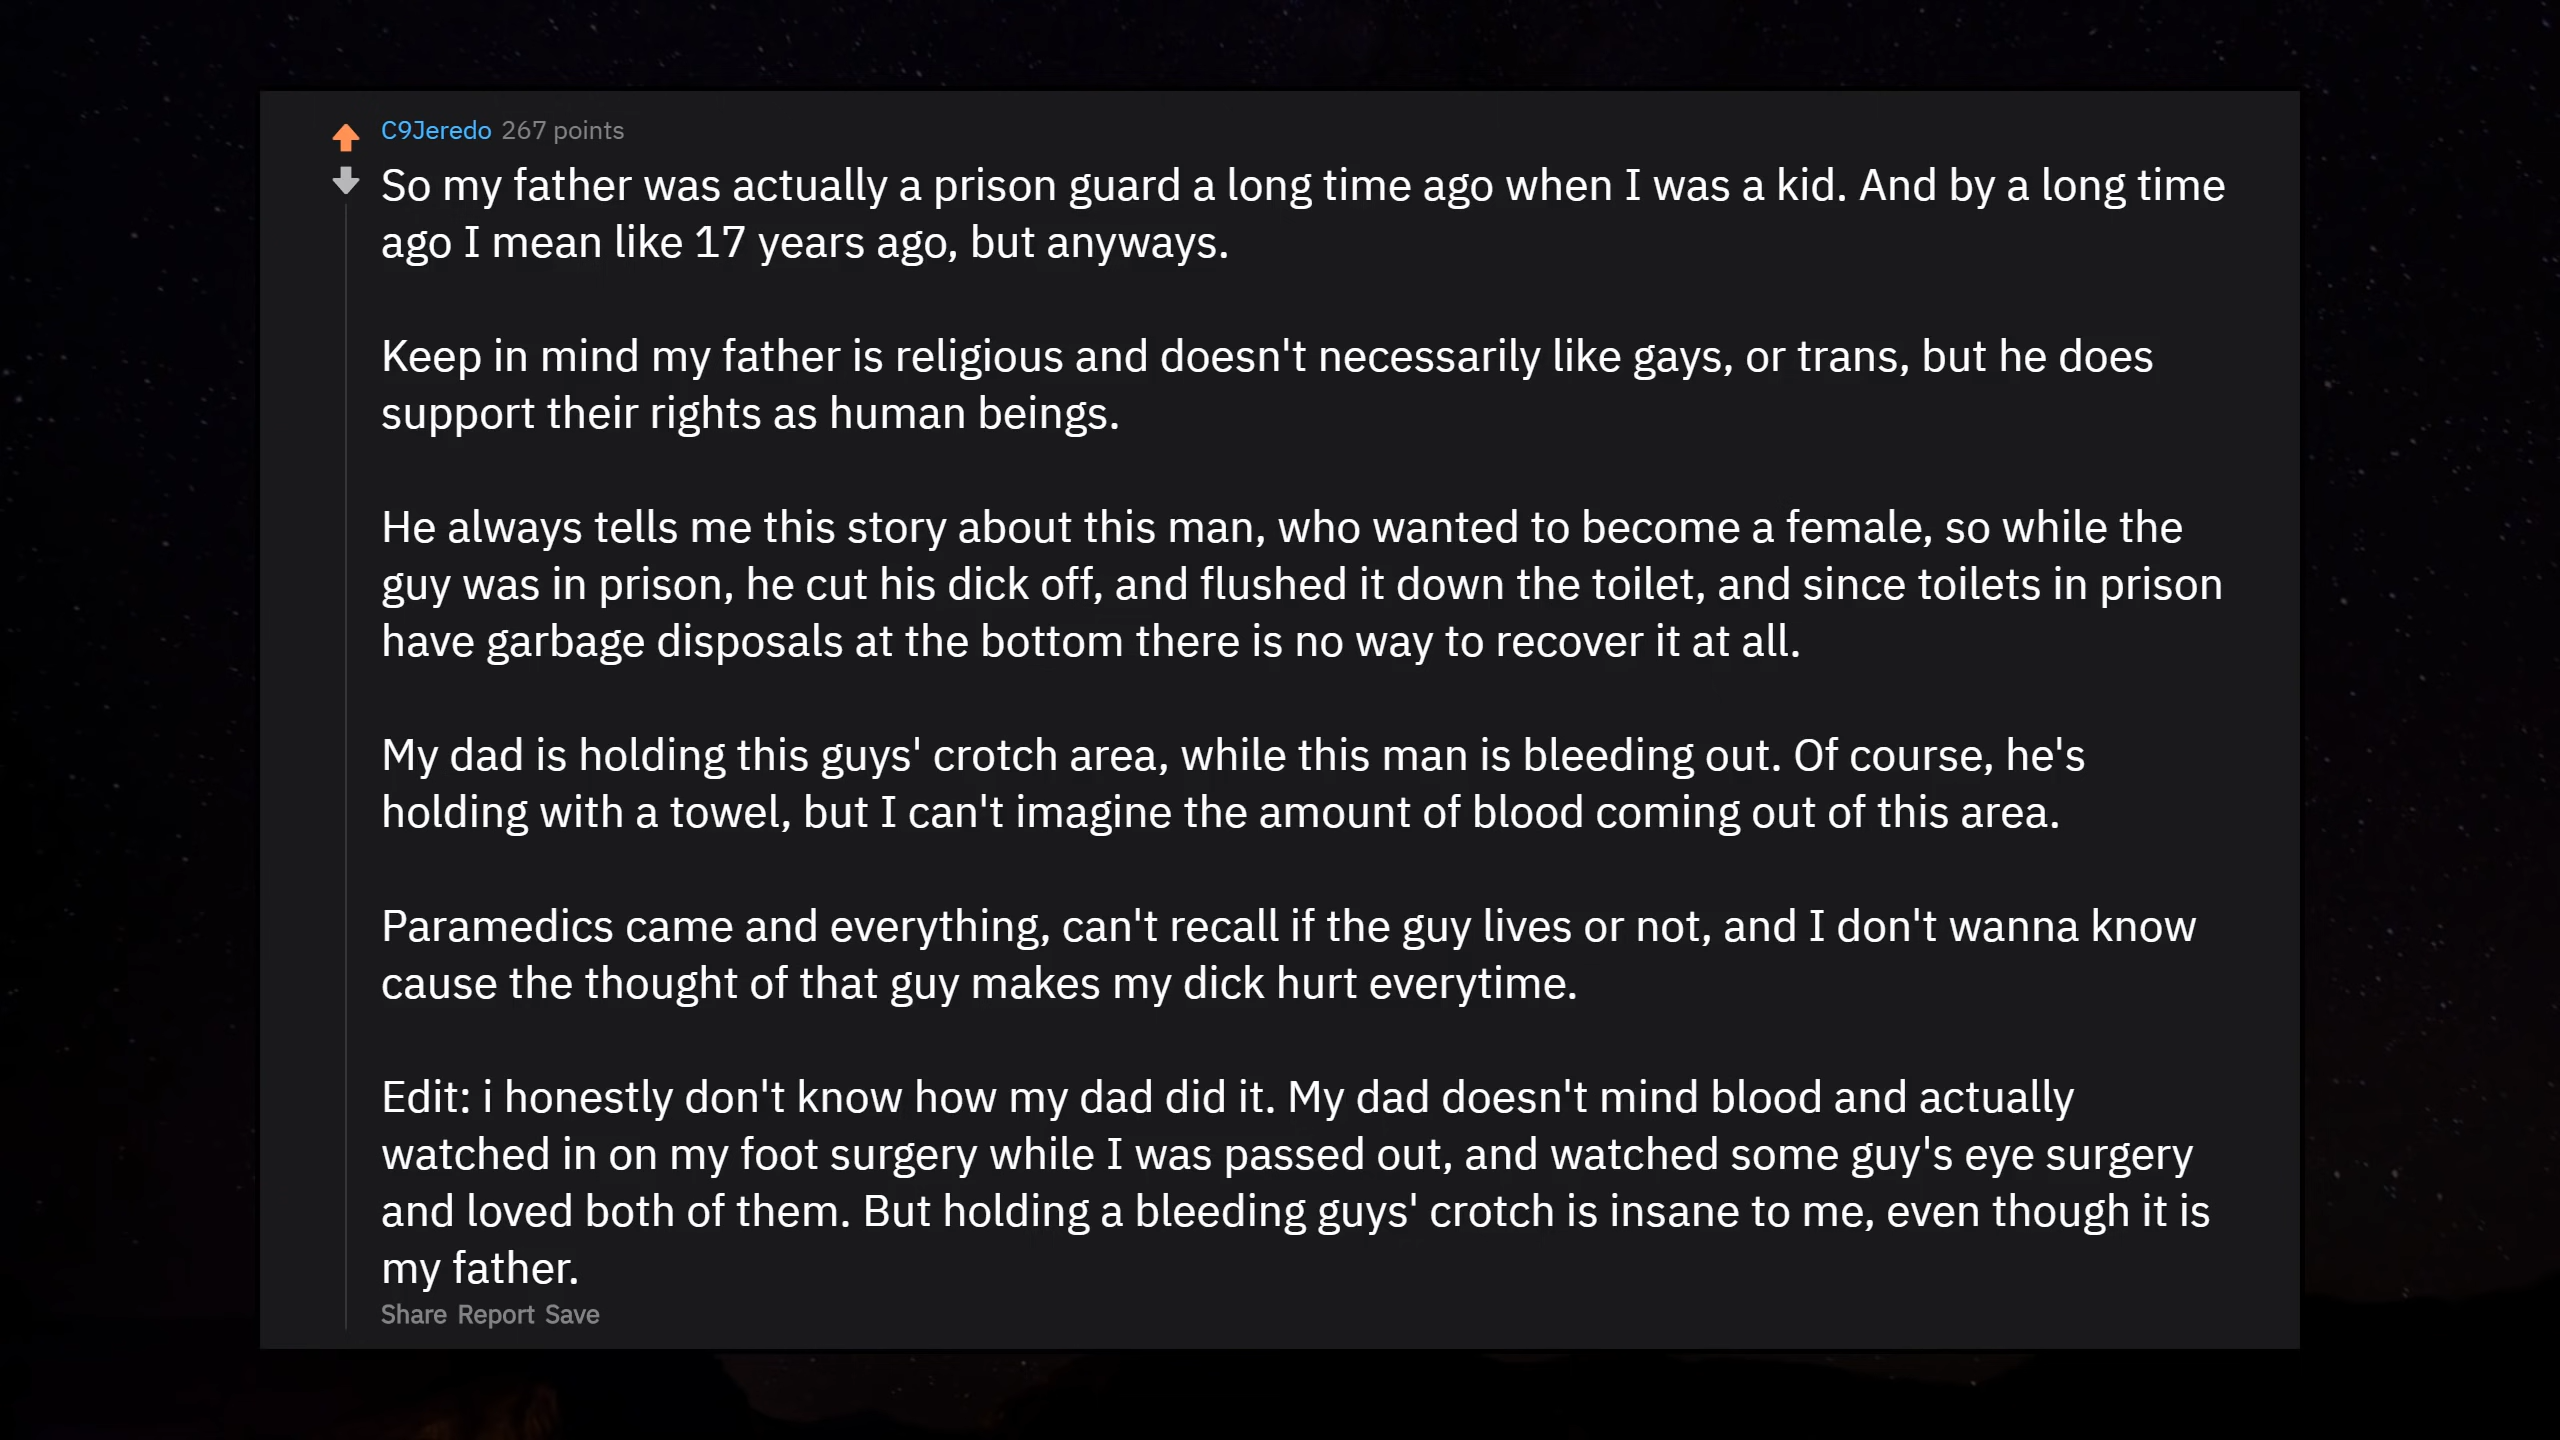 C9Jeredo 267 points
So my father was actually a prison guard a long time ago when I was a kid. And by a long time
ago I mean like 17 years ago, but anyways.
Keep in mind my father is religious and doesn't necessarily like gays, or trans, but he does
support their rights as human beings.
He always tells me this story about this man, who wanted to become a female, so while the
guy was in prison, he cut his dick off, and flushed it down the toilet, and since toilets in prison
have garbage disposals at the bottom there is no way to recover it at all.
My dad is holding this guys' crotch area, while this man is bleeding out. Of course, he's
holding with a towel, but I can't imagine the amount of blood coming out of this area.
Paramedics came and everything, can't recall if the guy lives or not, and I don't wanna know
cause the thought of that guy makes my dick hurt everytime.
Edit: i honestly don't know how my dad did it. My dad doesn't mind blood and actually
watched in on my foot surgery while I was passed out, and watched some guy's eye surgery
and loved both of them. But holding a bleeding guys' crotch is insane to me, even though it is
my father.
Share Report Save